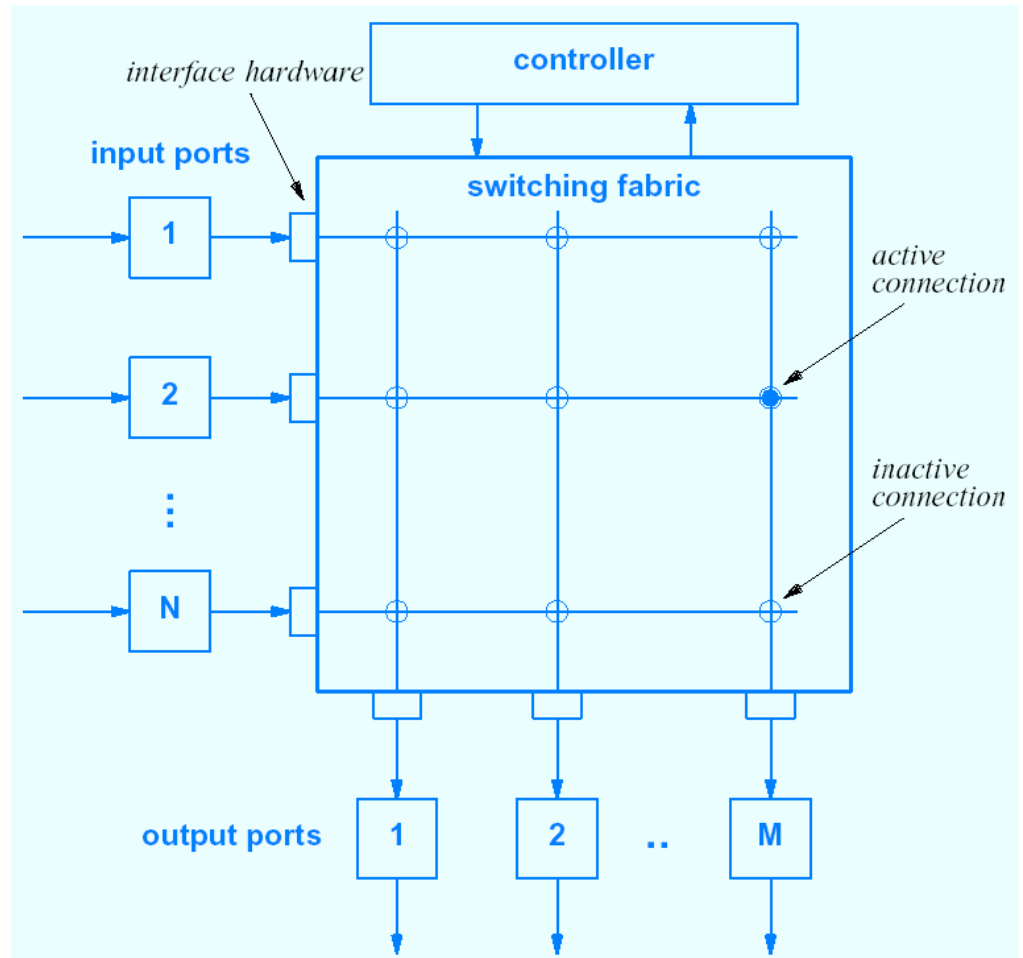 controller
interface hardware
input ports
switching fabric
1
active
connection
2
inactive
connection
⋮
N
output ports
1
2
..
M